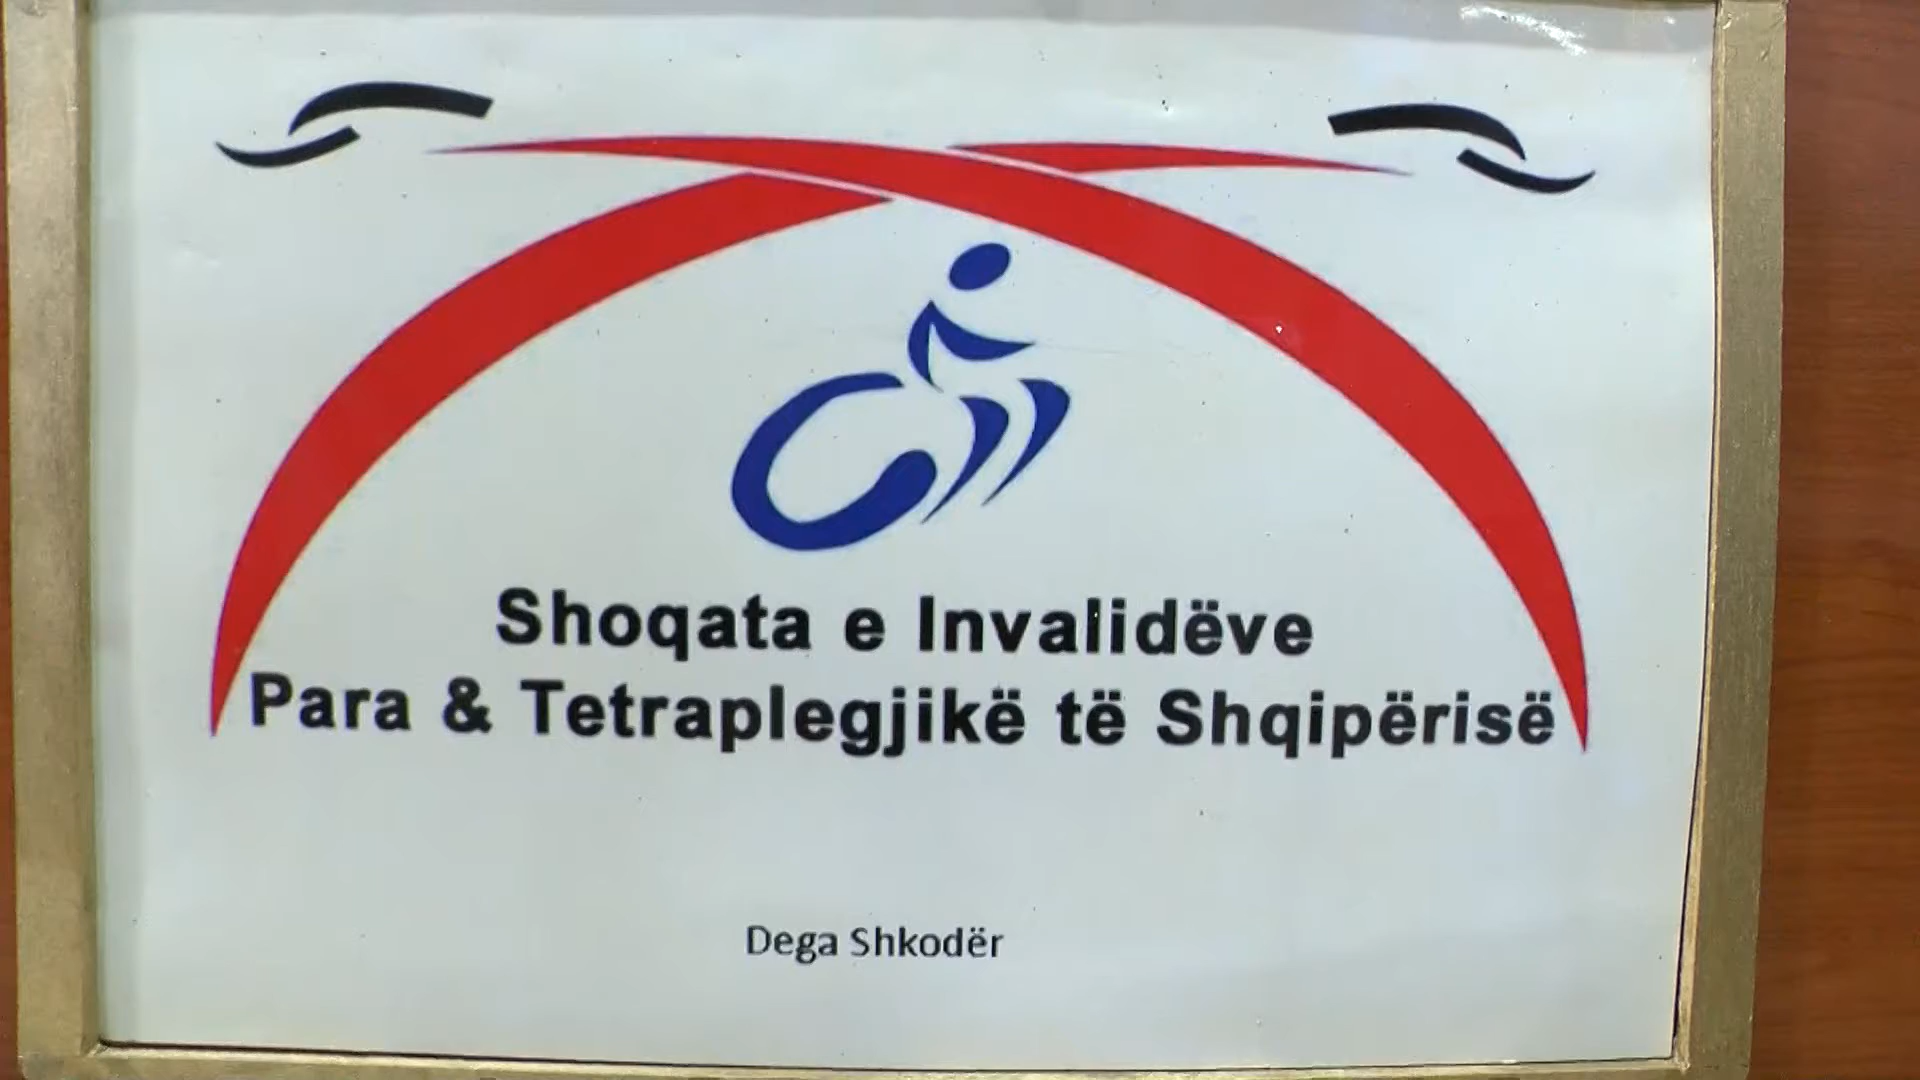 Shoqata e Invalidëve
Para & Tetraplegjikë të Shqipërisë
Dega Shkodër